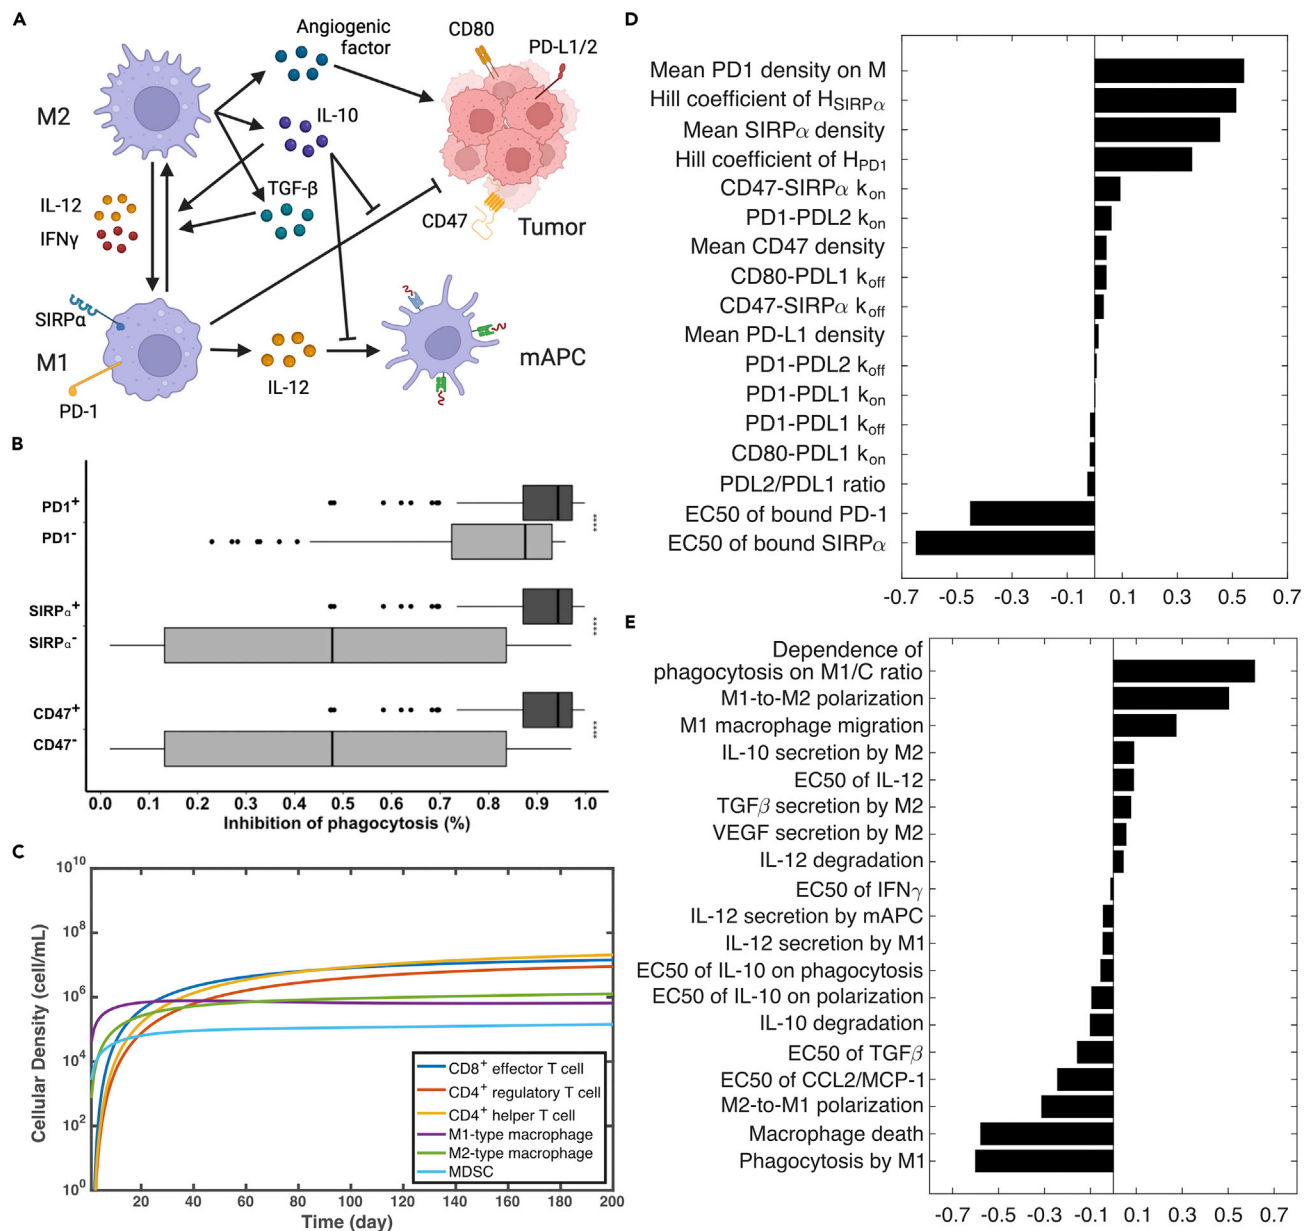 A
Angiogenic
factor
CD80
PD-L1/2
M2
IL-10
TGF-β
IL-12
IFNγ
CD47
Tumor
SIRPα
M1
IL-12
mAPC
PD-1
B
PD1+
PD1-
****
SIRPα+
SIRPα-
****
CD47+
CD47-
****
0.0 0.1 0.2 0.3 0.4 0.5 0.6 0.7 0.8 0.9 1.0
Inhibition of phagocytosis (%)
C
Cellular Density (cell/mL)
10^10
10^8
10^6
10^4
10^2
10^0
CD8+ effector T cell
CD4+ regulatory T cell
CD4+ helper T cell
M1-type macrophage
M2-type macrophage
MDSC
20 40 60 80 100 120 140 160 180 200
Time (day)
D
Mean PD1 density on M
Hill coefficient of H_SIRPα
Mean SIRPα density
Hill coefficient of H_PD1
CD47-SIRPα k_on
PD1-PDL2 k_on
Mean CD47 density
CD80-PDL1 k_off
CD47-SIRPα k_off
Mean PD-L1 density
PD1-PDL2 k_off
PD1-PDL1 k_on
PD1-PDL1 k_off
CD80-PDL1 k_on
PDL2/PDL1 ratio
EC50 of bound PD-1
EC50 of bound SIRPα
-0.7 -0.5 -0.3 -0.1 0.1 0.3 0.5 0.7
E
Dependence of
phagocytosis on M1/C ratio
M1-to-M2 polarization
M1 macrophage migration
IL-10 secretion by M2
EC50 of IL-12
TGFβ secretion by M2
VEGF secretion by M2
IL-12 degradation
EC50 of IFNγ
IL-12 secretion by mAPC
IL-12 secretion by M1
EC50 of IL-10 on phagocytosis
EC50 of IL-10 on polarization
IL-10 degradation
EC50 of TGFβ
EC50 of CCL2/MCP-1
M2-to-M1 polarization
Macrophage death
Phagocytosis by M1
-0.7 -0.5 -0.3 -0.1 0.1 0.3 0.5 0.7